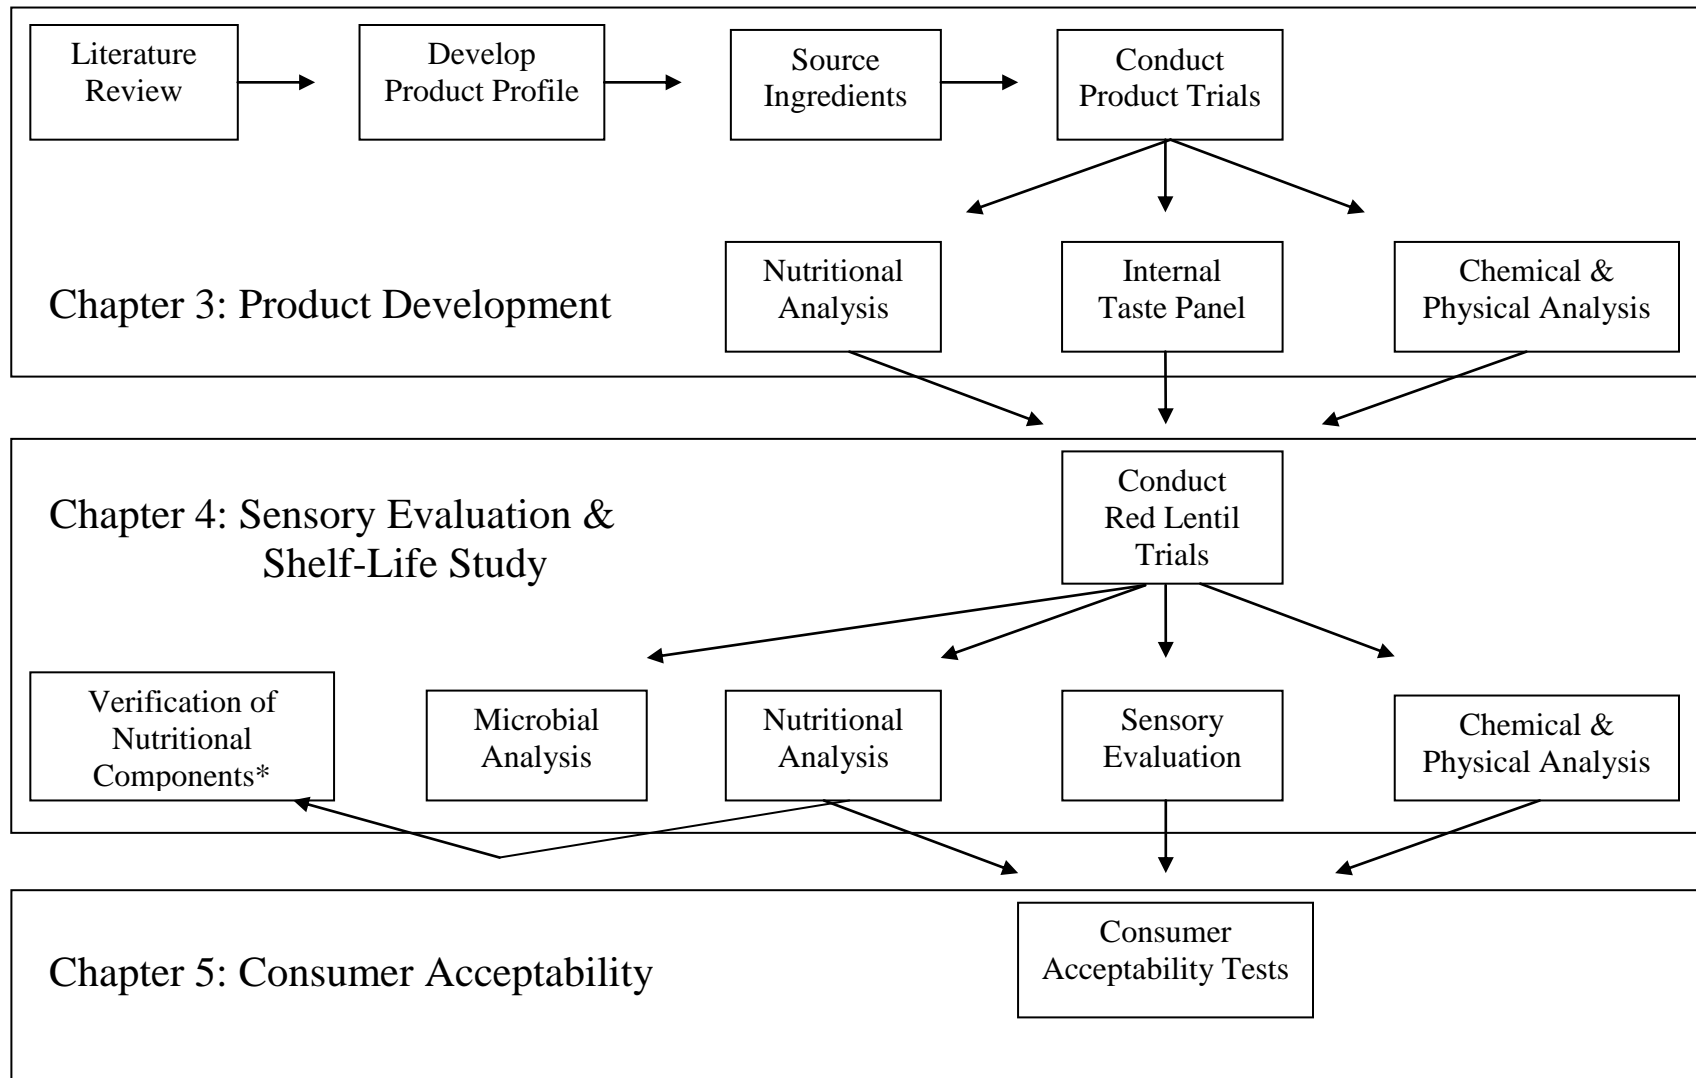 Literature
Review
Develop
Product Profile
Source
Ingredients
Conduct
Product Trials
Nutritional
Analysis
Internal
Taste Panel
Chemical &
Physical Analysis
Chapter 3: Product Development
Conduct
Red Lentil
Trials
Chapter 4: Sensory Evaluation &
Shelf-Life Study
Verification of
Nutritional
Components*
Microbial
Analysis
Nutritional
Analysis
Sensory
Evaluation
Chemical &
Physical Analysis
Chapter 5: Consumer Acceptability
Consumer
Acceptability Tests